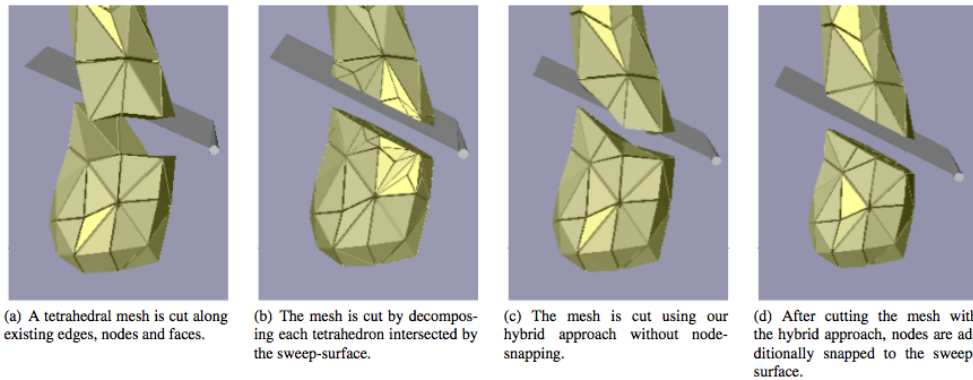 (a) A tetrahedral mesh is cut along
existing edges, nodes and faces.
(b) The mesh is cut by decompos-
ing each tetrahedron intersected by
the sweep-surface.
(c) The mesh is cut using our
hybrid approach without node-
snapping.
(d) After cutting the mesh with
the hybrid approach, nodes are ad-
ditionally snapped to the sweep
surface.